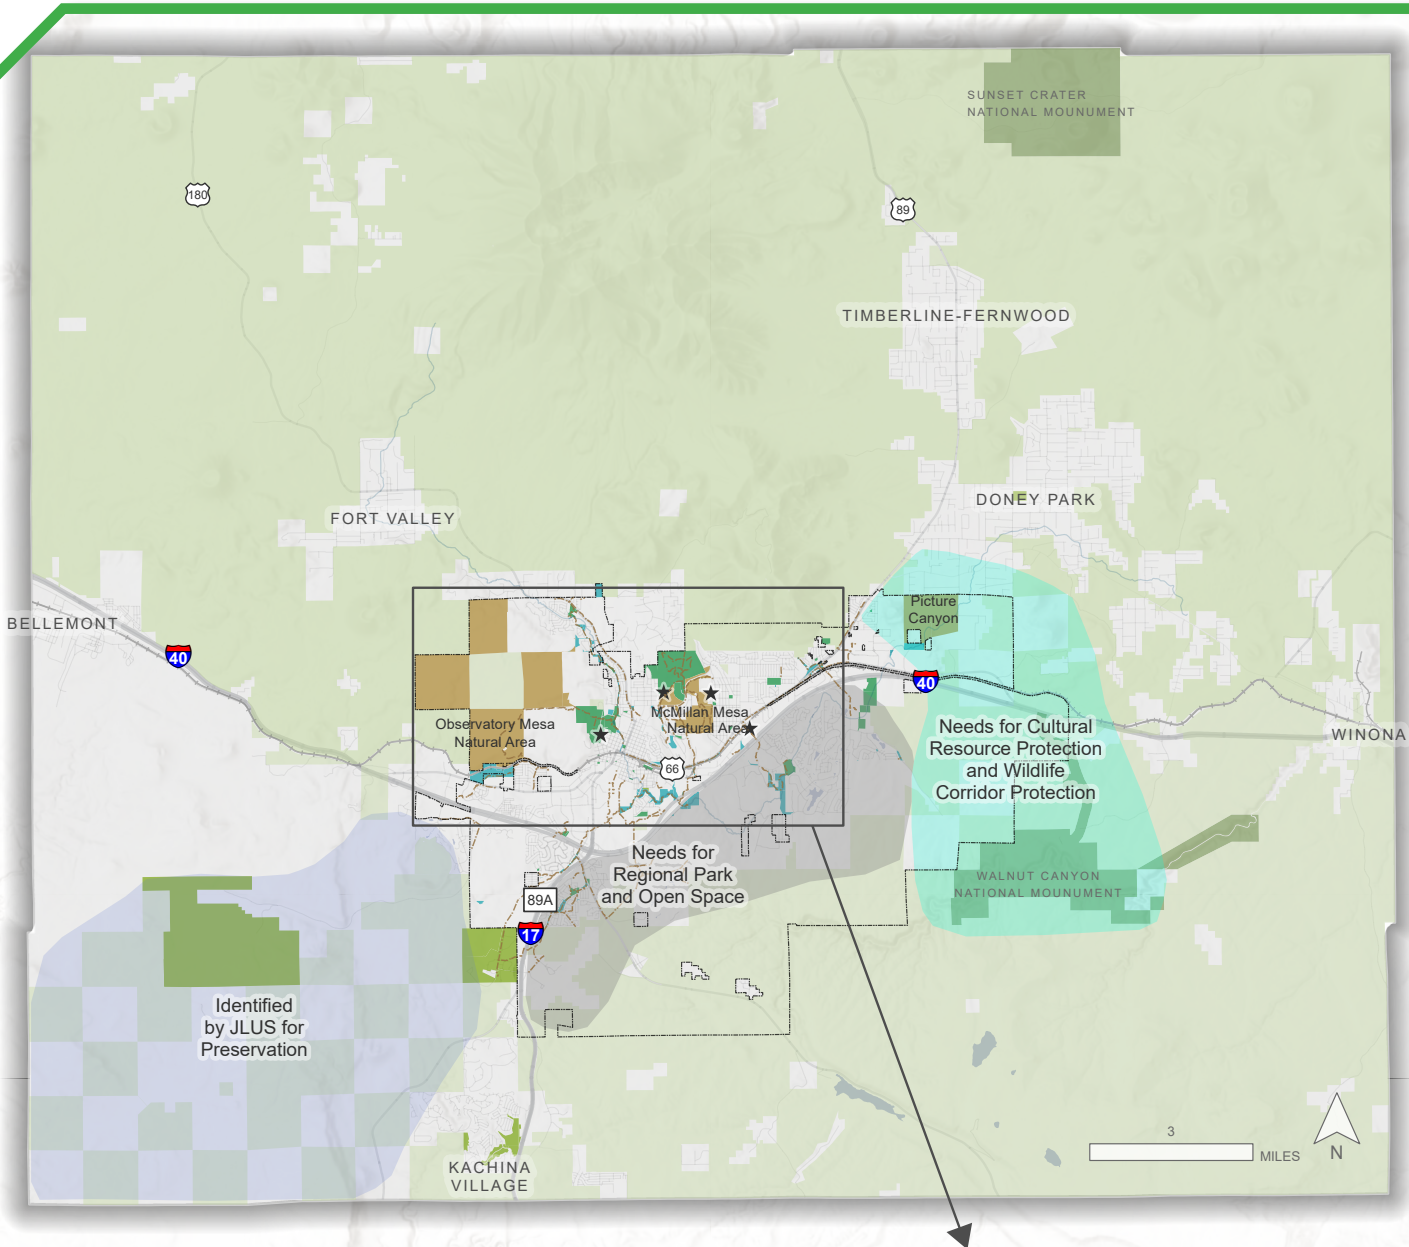 SUNSET CRATER
NATIONAL MOUNUMENT
180
89
TIMBERLINE-FERNWOOD
DONEY PARK
FORT VALLEY
BELLEMONT
40
Picture
Canyon
40
Observatory Mesa
Natural Area
McMillan Mesa
Natural Area
66
Needs for Cultural
Resource Protection
and Wildlife
Corridor Protection
WINONA
Needs for
Regional Park
and Open Space
WALNUT CANYON
NATIONAL MOUNUMENT
89A
17
Identified
by JLUS for
Preservation
KACHINA
VILLAGE
3
MILES
N